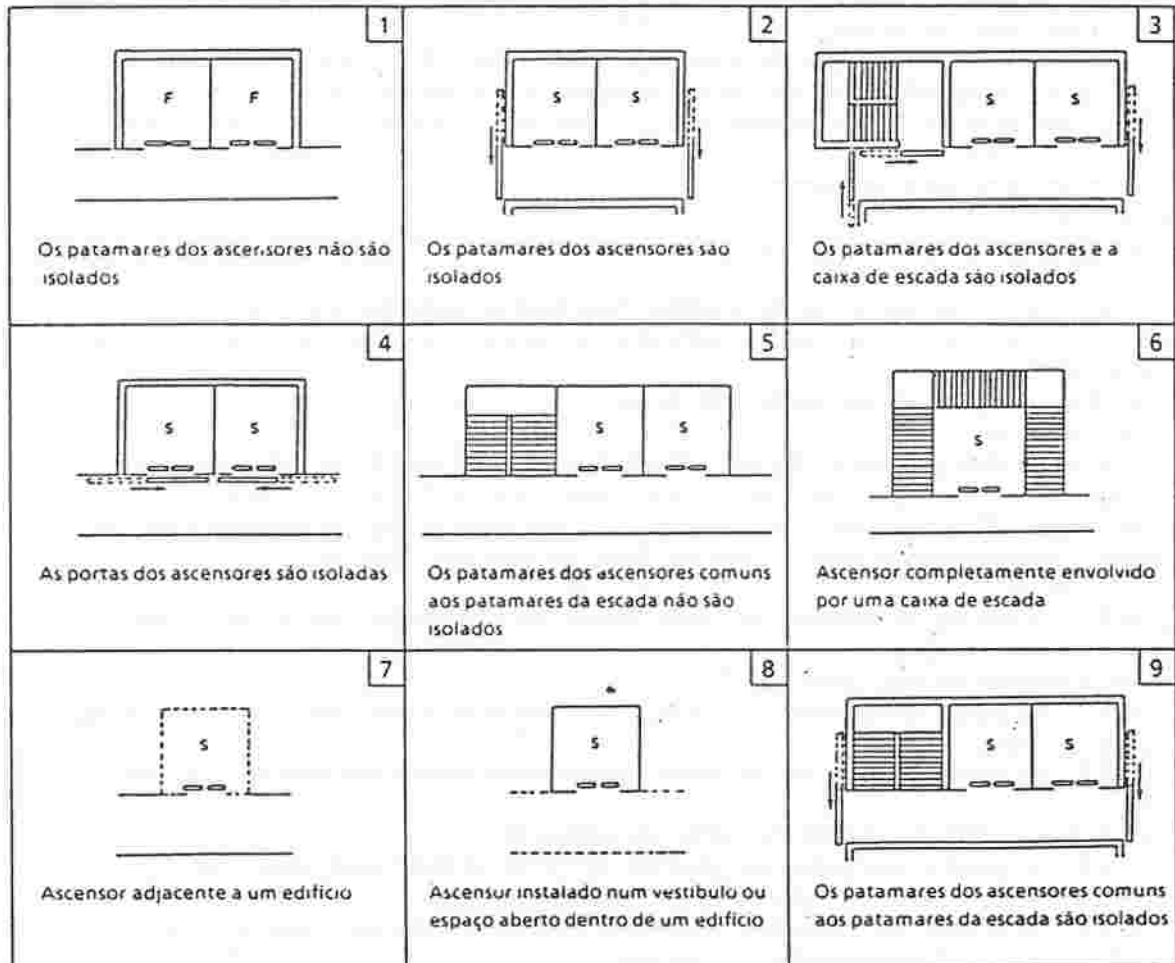 1
F F
Os patamares dos ascensores não são
isolados
2
S S
Os patamares dos ascensores são
isolados
3
S S
Os patamares dos ascensores e a
caixa de escada são isolados
4
S S
As portas dos ascensores são isoladas
5
S S
Os patamares dos ascensores comuns
aos patamares da escada não são
isolados
6
S
Ascensor completamente envolvido
por uma caixa de escada
7
S
Ascensor adjacente a um edifício
8
S
Ascensor instalado num vestíbulo ou
espaço aberto dentro de um edifício
9
S S
Os patamares dos ascensores comuns
aos patamares da escada são isolados